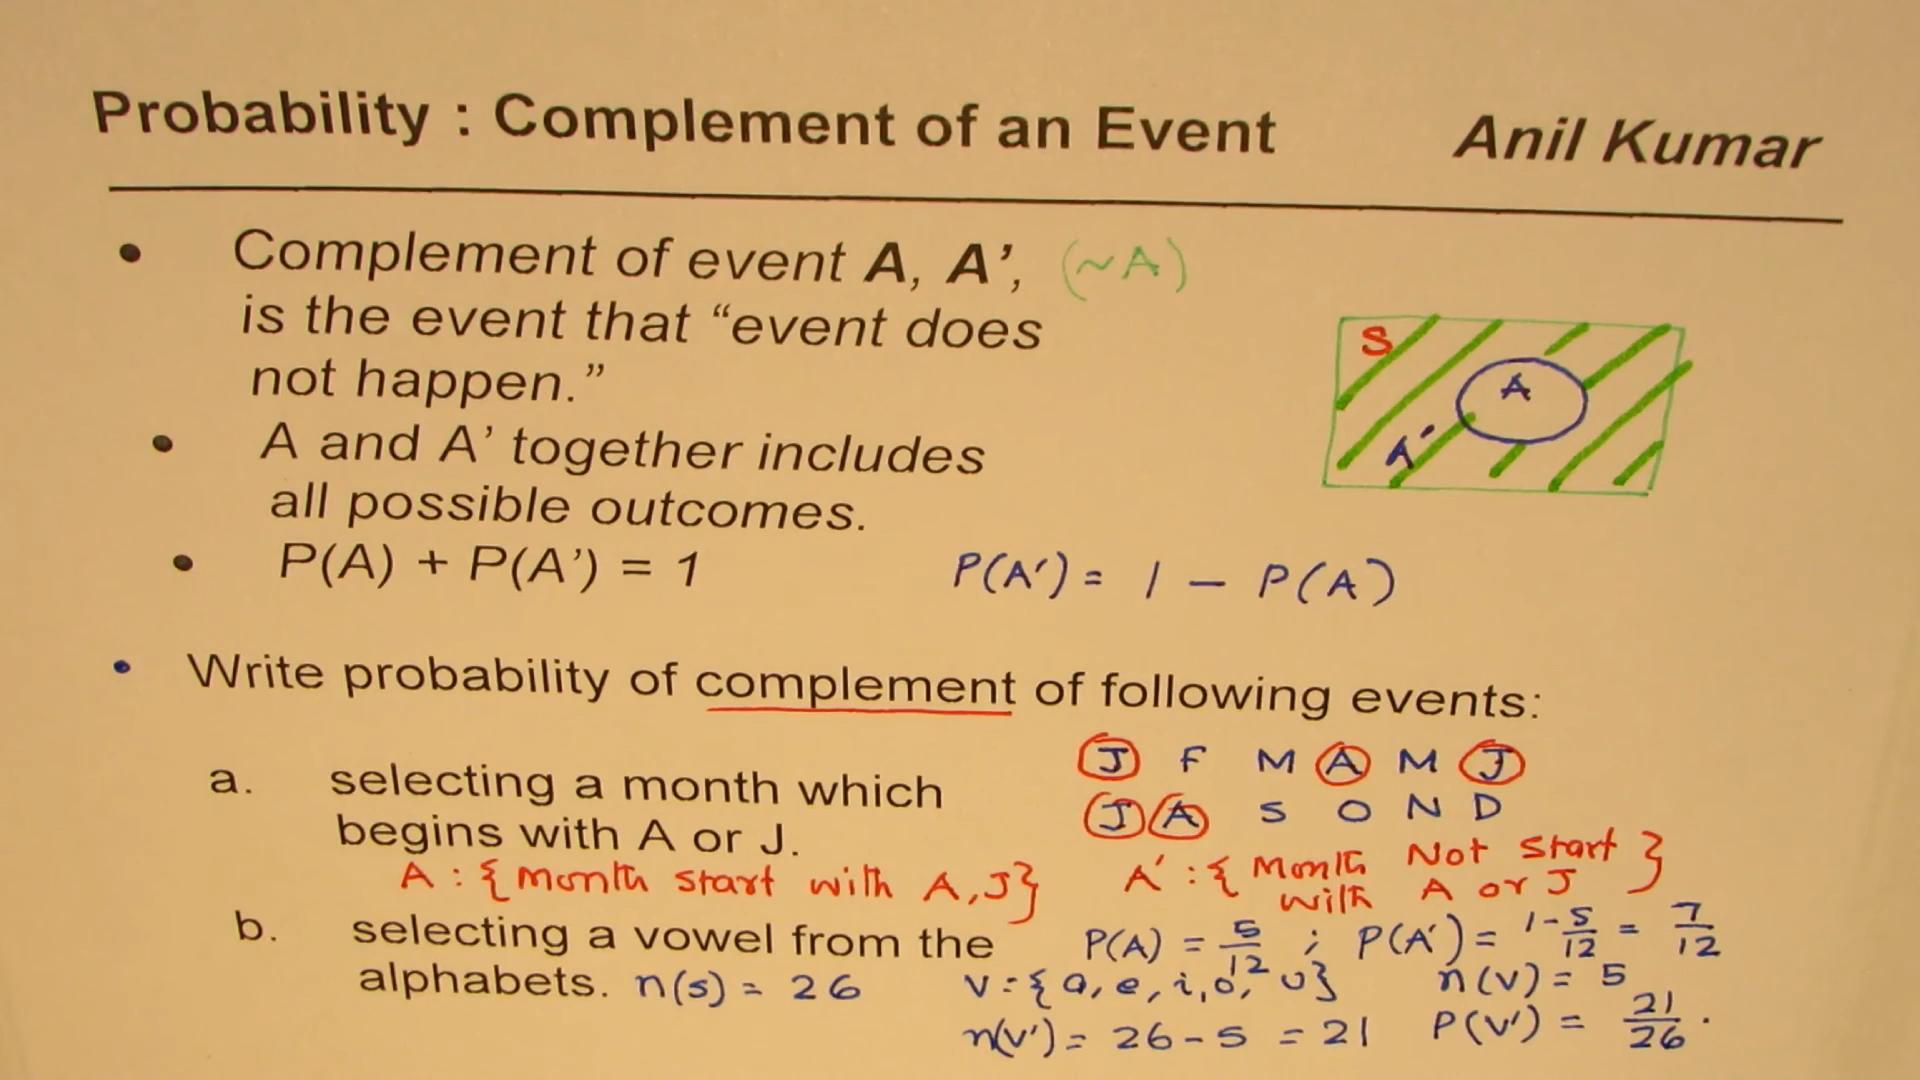 Probability : Complement of an Event Anil Kumar
• Complement of event A, A’, (~A)
is the event that “event does
not happen.”
S
A
A'
• A and A’ together includes
all possible outcomes.
• P(A) + P(A’) = 1 P(A') = 1 - P(A)
• Write probability of complement of following events:
J F M A M J
a. selecting a month which
J A S O N D
begins with A or J.
A : {Month start with A, J} A' : { Month Not Start
with A or J }
b. selecting a vowel from the P(A) = 5/12 ; P(A') = 1 - 5/12 = 7/12
alphabets. n(s) = 26 V = {a, e, i, o, u} n(v) = 5
n(v') = 26 - 5 = 21 P(v') = 21/26 .